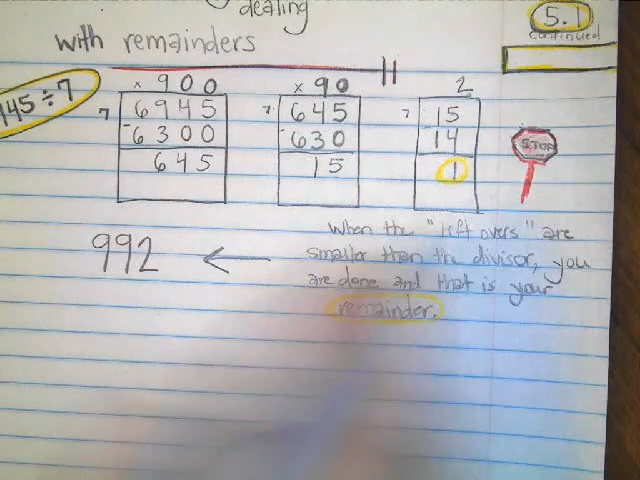 dealing
with remainders
5.1
continued
945 ÷ 7
x 900
7 6945
-6300
645
x 90
7 645
-630
15
2
7 15
14
1
STOP
992 ←
When the "left overs" are
smaller than the divisor, you
are done and that is your
remainder.